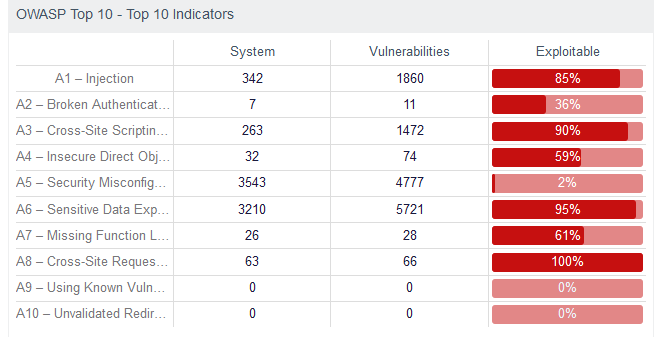 OWASP Top 10 - Top 10 Indicators
System Vulnerabilities Exploitable
A1 – Injection 342 1860 85%
A2 – Broken Authenticat... 7 11 36%
A3 – Cross-Site Scriptin... 263 1472 90%
A4 – Insecure Direct Obj... 32 74 59%
A5 – Security Misconfig... 3543 4777 2%
A6 – Sensitive Data Exp... 3210 5721 95%
A7 – Missing Function L... 26 28 61%
A8 – Cross-Site Reques... 63 66 100%
A9 – Using Known Vuln... 0 0 0%
A10 – Unvalidated Redir... 0 0 0%